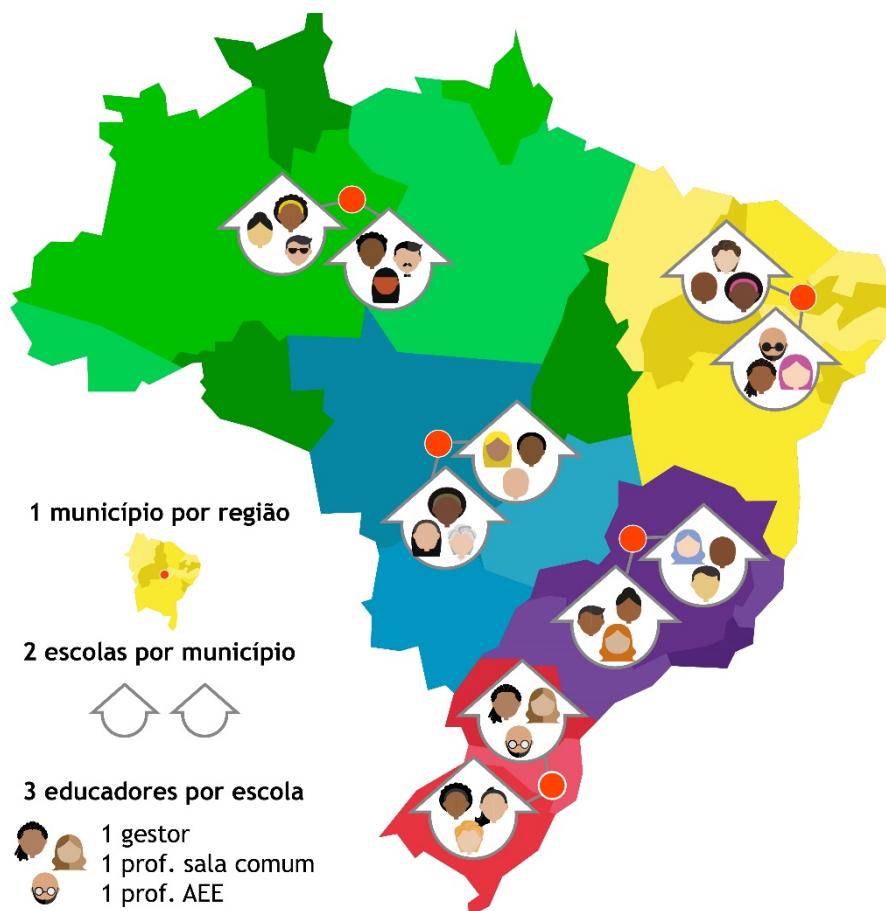 1 município por região
2 escolas por município
3 educadores por escola
1 gestor
1 prof. sala comum
1 prof. AEE